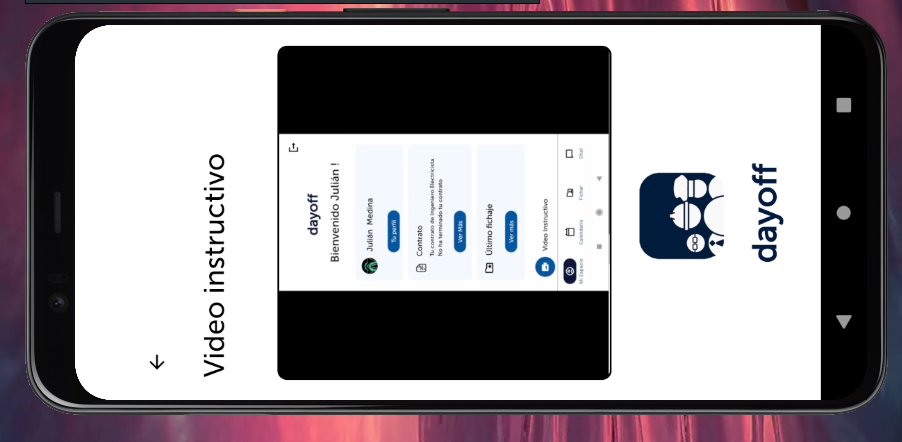 Video instructivo
dayoff
Bienvenido Julián !
Julián Medina
Tu perfil
Contrato
Tu contrato de Ingeniero Electricista
No ha terminado tu contrato
Ver Más
Último fichaje
Ver más
Video Instructivo
Mi Espacio
Calendario
Fichar
Chat
dayoff